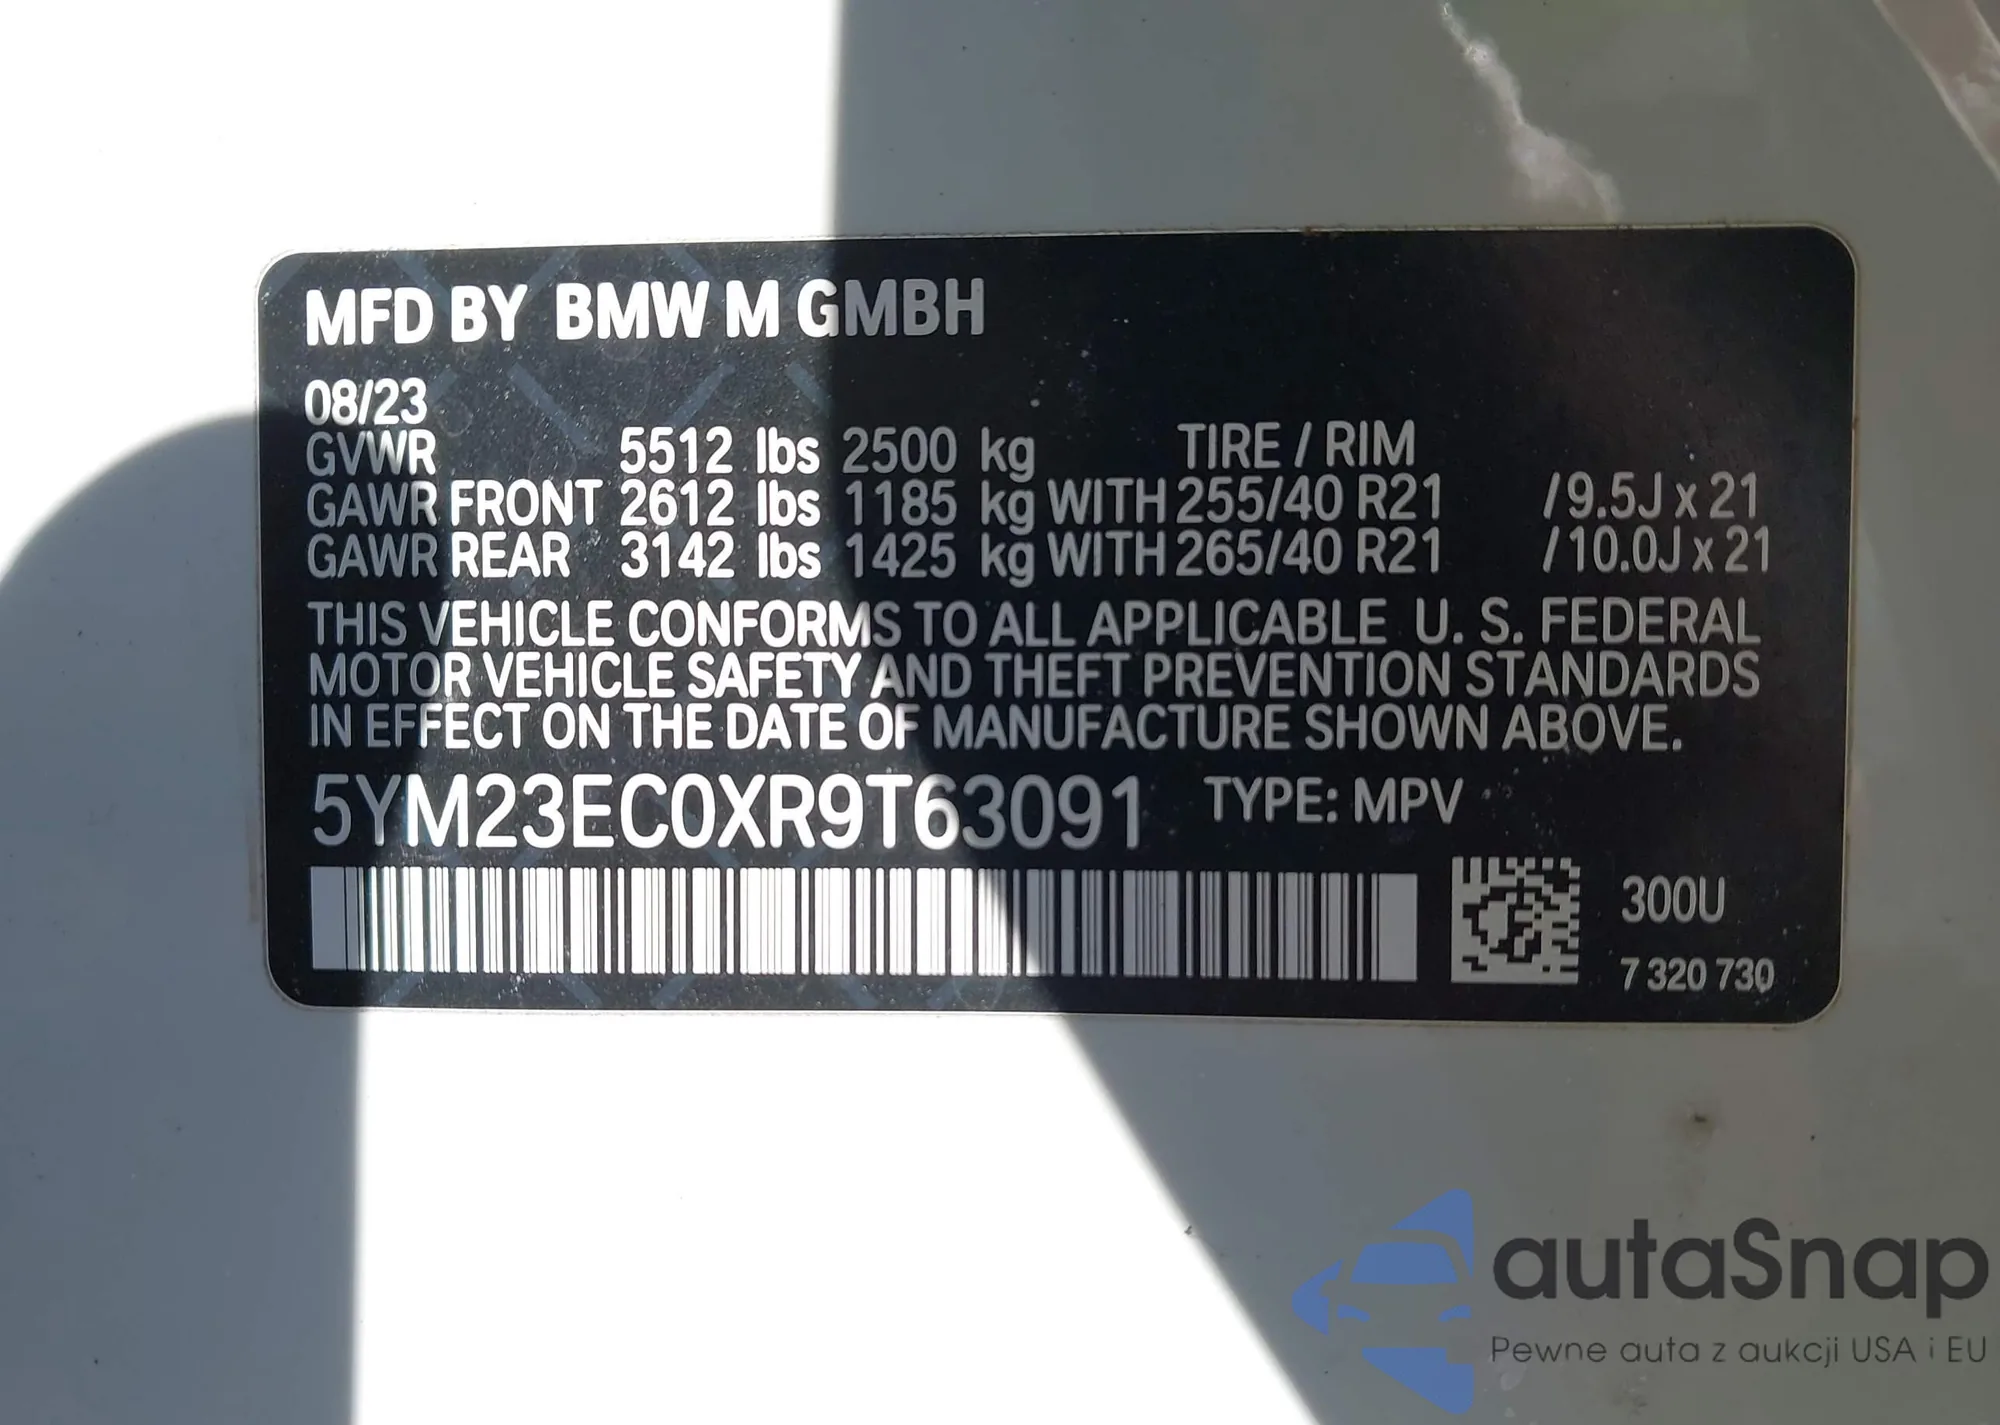 MFD BY BMW M GMBH
08/23
GVWR 5512 lbs 2500 kg TIRE / RIM
GAWR FRONT 2612 lbs 1185 kg WITH 255/40 R21 /9.5J x 21
GAWR REAR 3142 lbs 1425 kg WITH 265/40 R21 /10.0J x 21
THIS VEHICLE CONFORMS TO ALL APPLICABLE U. S. FEDERAL
MOTOR VEHICLE SAFETY AND THEFT PREVENTION STANDARDS
IN EFFECT ON THE DATE OF MANUFACTURE SHOWN ABOVE.
5YM23EC0XR9T63091 TYPE: MPV
300U
7 320 730
autaSnap
Pewne auta z aukcji USA i EU